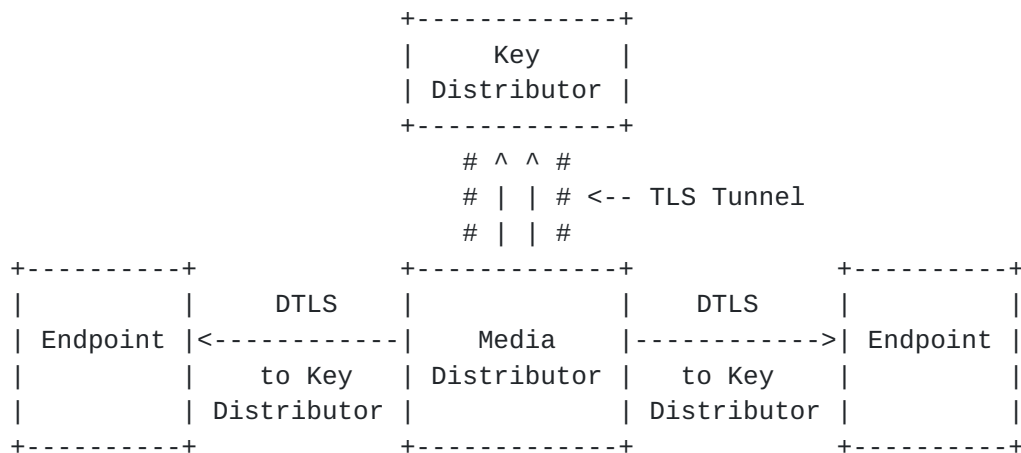 +-------------+
|     Key     |
| Distributor |
+-------------+
# ^ ^ #
# | | # <-- TLS Tunnel
# | | #
+----------+             +-------------+             +----------+
|          |     DTLS    |             |    DTLS     |          |
| Endpoint |<------------|    Media    |------------>| Endpoint |
|          |    to Key   | Distributor |   to Key    |          |
|          | Distributor |             | Distributor |          |
+----------+             +-------------+             +----------+